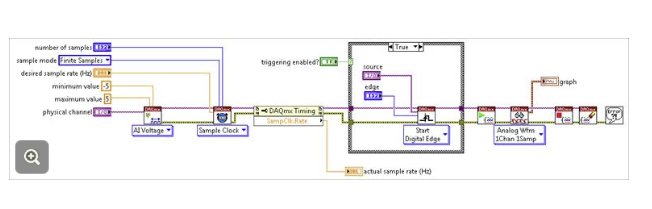 number of samples
sample mode Finite Samples
desired sample rate (Hz)
minimum value -5
maximum value 5
physical channel
AI Voltage
Sample Clock
DAQmx Timing
SampClk.Rate
triggering enabled?
True
source
edge
Start
Digital Edge
graph
Analog Wfm
1Chan 1Samp
actual sample rate (Hz)